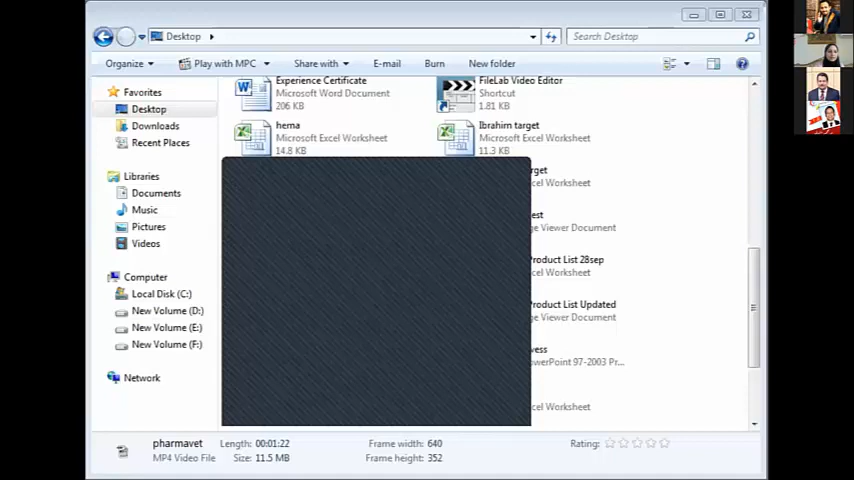 Desktop
Search Desktop
Organize
Play with MPC
Share with
E-mail
Burn
New folder
Favorites
Desktop
Downloads
Recent Places
Libraries
Documents
Music
Pictures
Videos
Computer
Local Disk (C:)
New Volume (D:)
New Volume (E:)
New Volume (F:)
Network
Experience Certificate
Microsoft Word Document
206 KB
FileLab Video Editor
Shortcut
1.81 KB
hema
Microsoft Excel Worksheet
14.8 KB
Ibrahim target
Microsoft Excel Worksheet
11.3 KB
rget
Excel Worksheet
est
ge Viewer Document
Product List 28sep
Excel Worksheet
Product List Updated
ge Viewer Document
vess
PowerPoint 97-2003 Pr...
Excel Worksheet
pharmavet
MP4 Video File
Length: 00:01:22
Size: 11.5 MB
Frame width: 640
Frame height: 352
Rating: